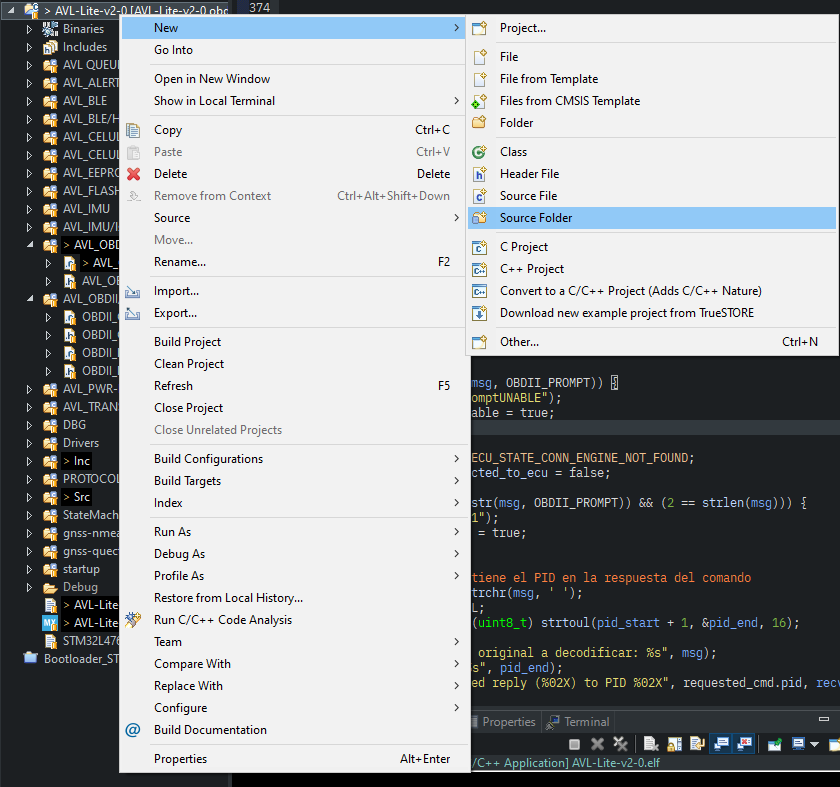 > AVL-Lite-v2-0 [AVL-Lite-v2-0 obd
374
Binaries
Includes
AVL QUEU
AVL_ALERT
AVL_BLE
AVL_BLE/H
AVL_CELUL
AVL_CELUL
AVL_EEPRO
AVL_FLASH
AVL_IMU
AVL_IMU/I
> AVL_OBD
> AVL_
AVL_OB
AVL_OBDII
OBDII_
OBDII_
OBDII_
OBDII_
AVL_PWR-
AVL_TRANS
DBG
Drivers
> Inc
PROTOCOL
> Src
StateMach
gnss-nmea
gnss-quect
startup
Debug
> AVL-Lite
> AVL-Lite
STM32L476
Bootloader_ST
New
Go Into
Open in New Window
Show in Local Terminal
Copy Ctrl+C
Paste Ctrl+V
Delete Delete
Remove from Context Ctrl+Alt+Shift+Down
Source
Move...
Rename... F2
Import...
Export...
Build Project
Clean Project
Refresh F5
Close Project
Close Unrelated Projects
Build Configurations
Build Targets
Index
Run As
Debug As
Profile As
Restore from Local History...
Run C/C++ Code Analysis
Team
Compare With
Replace With
Configure
Build Documentation
Properties Alt+Enter
Project...
File
File from Template
Files from CMSIS Template
Folder
Class
Header File
Source File
Source Folder
C Project
C++ Project
Convert to a C/C++ Project (Adds C/C++ Nature)
Download new example project from TrueSTORE
Other... Ctrl+N
msg, OBDII_PROMPT)) {
omptUNABLE");
able = true;
ECU_STATE_CONN_ENGINE_NOT_FOUND;
cted_to_ecu = false;
str(msg, OBDII_PROMPT)) && (2 == strlen(msg))) {
1");
= true;
tiene el PID en la respuesta del comando
trchr(msg, ' ');
L;
(uint8_t) strtoul(pid_start + 1, &pid_end, 16);
original a decodificar: %s", msg);
s", pid_end);
ed reply (%02X) to PID %02X", requested_cmd.pid, recv
Properties
Terminal
/C++ Application] AVL-Lite-v2-0.elf